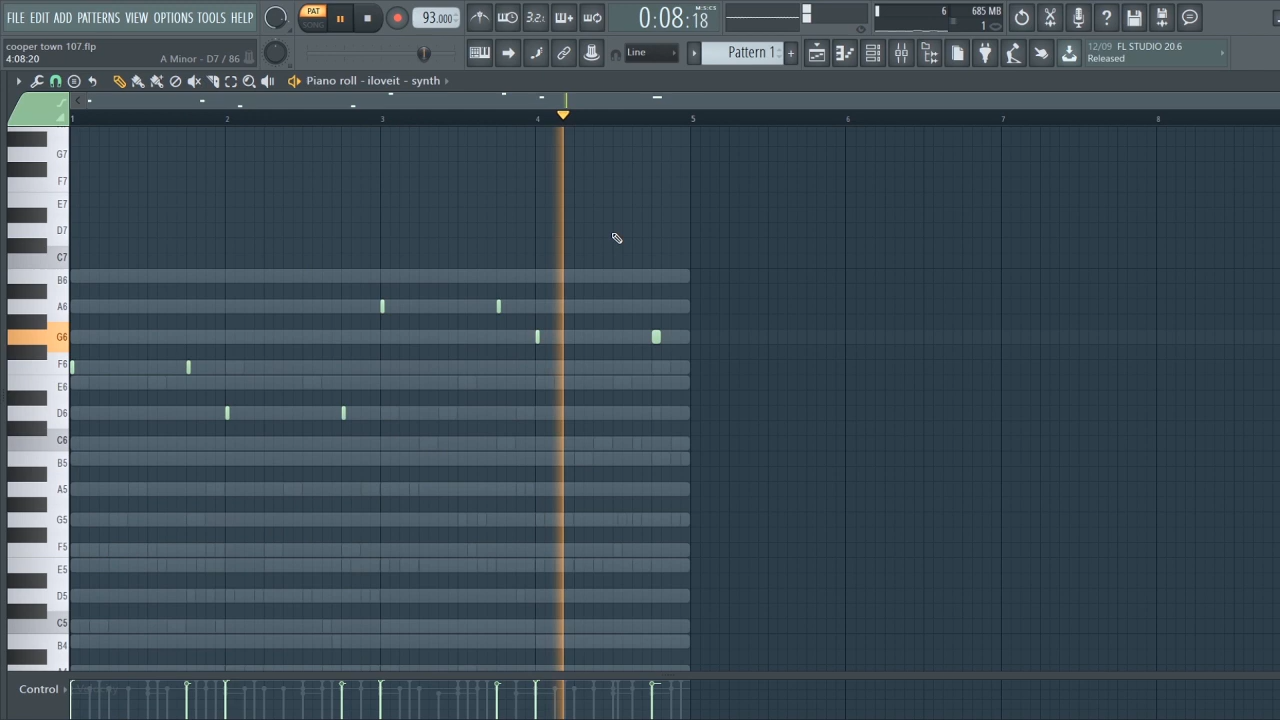 FILE EDIT ADD PATTERNS VIEW OPTIONS TOOLS HELP
PAT
SONG
93.000
3.2.
0:08:18
M:S:CS
6
685 MB
1
cooper town 107.flp
4:08:20
A Minor - D7 / 86
Line
Pattern 1
12/09 FL STUDIO 20.6
Released
Piano roll - iloveit - synth
1 2 3 4 5 6 7 8
G7
F7
E7
D7
C7
B6
A6
G6
F6
E6
D6
C6
B5
A5
G5
F5
E5
D5
C5
B4
Control